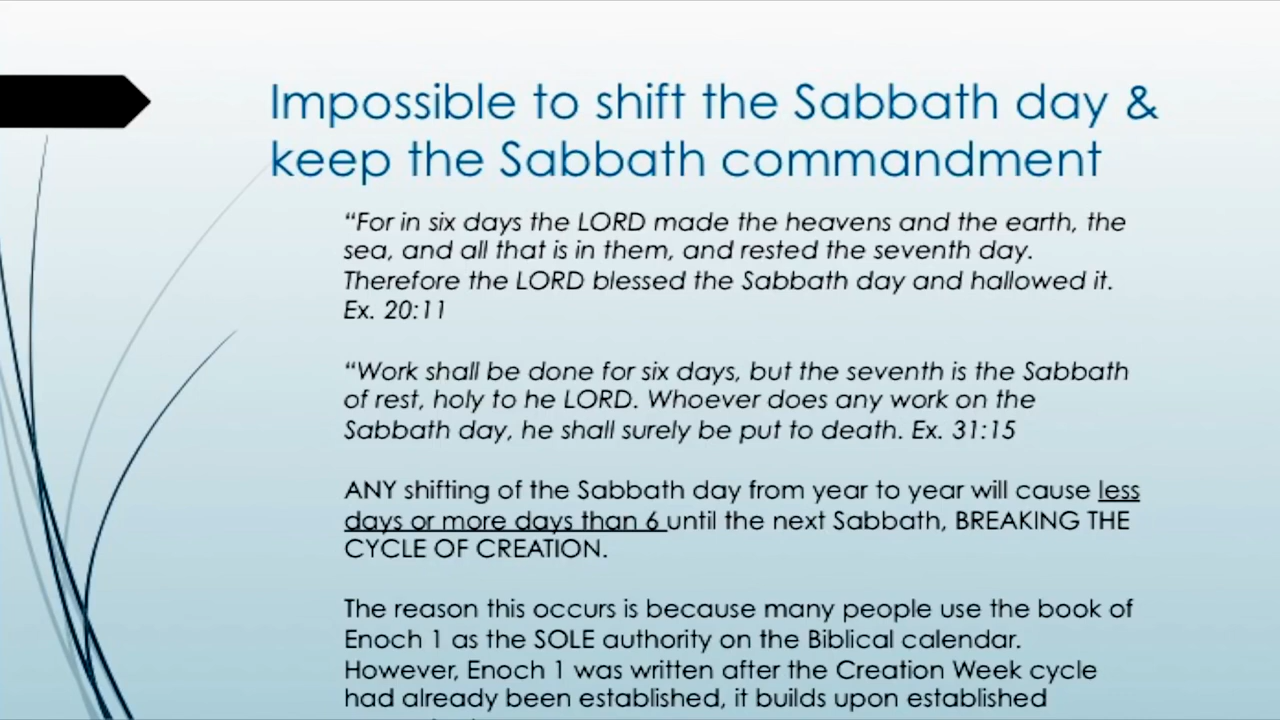 Impossible to shift the Sabbath day &
keep the Sabbath commandment
“For in six days the LORD made the heavens and the earth, the
sea, and all that is in them, and rested the seventh day.
Therefore the LORD blessed the Sabbath day and hallowed it.
Ex. 20:11
“Work shall be done for six days, but the seventh is the Sabbath
of rest, holy to he LORD. Whoever does any work on the
Sabbath day, he shall surely be put to death. Ex. 31:15
ANY shifting of the Sabbath day from year to year will cause less
days or more days than 6 until the next Sabbath, BREAKING THE
CYCLE OF CREATION.
The reason this occurs is because many people use the book of
Enoch 1 as the SOLE authority on the Biblical calendar.
However, Enoch 1 was written after the Creation Week cycle
had already been established, it builds upon established